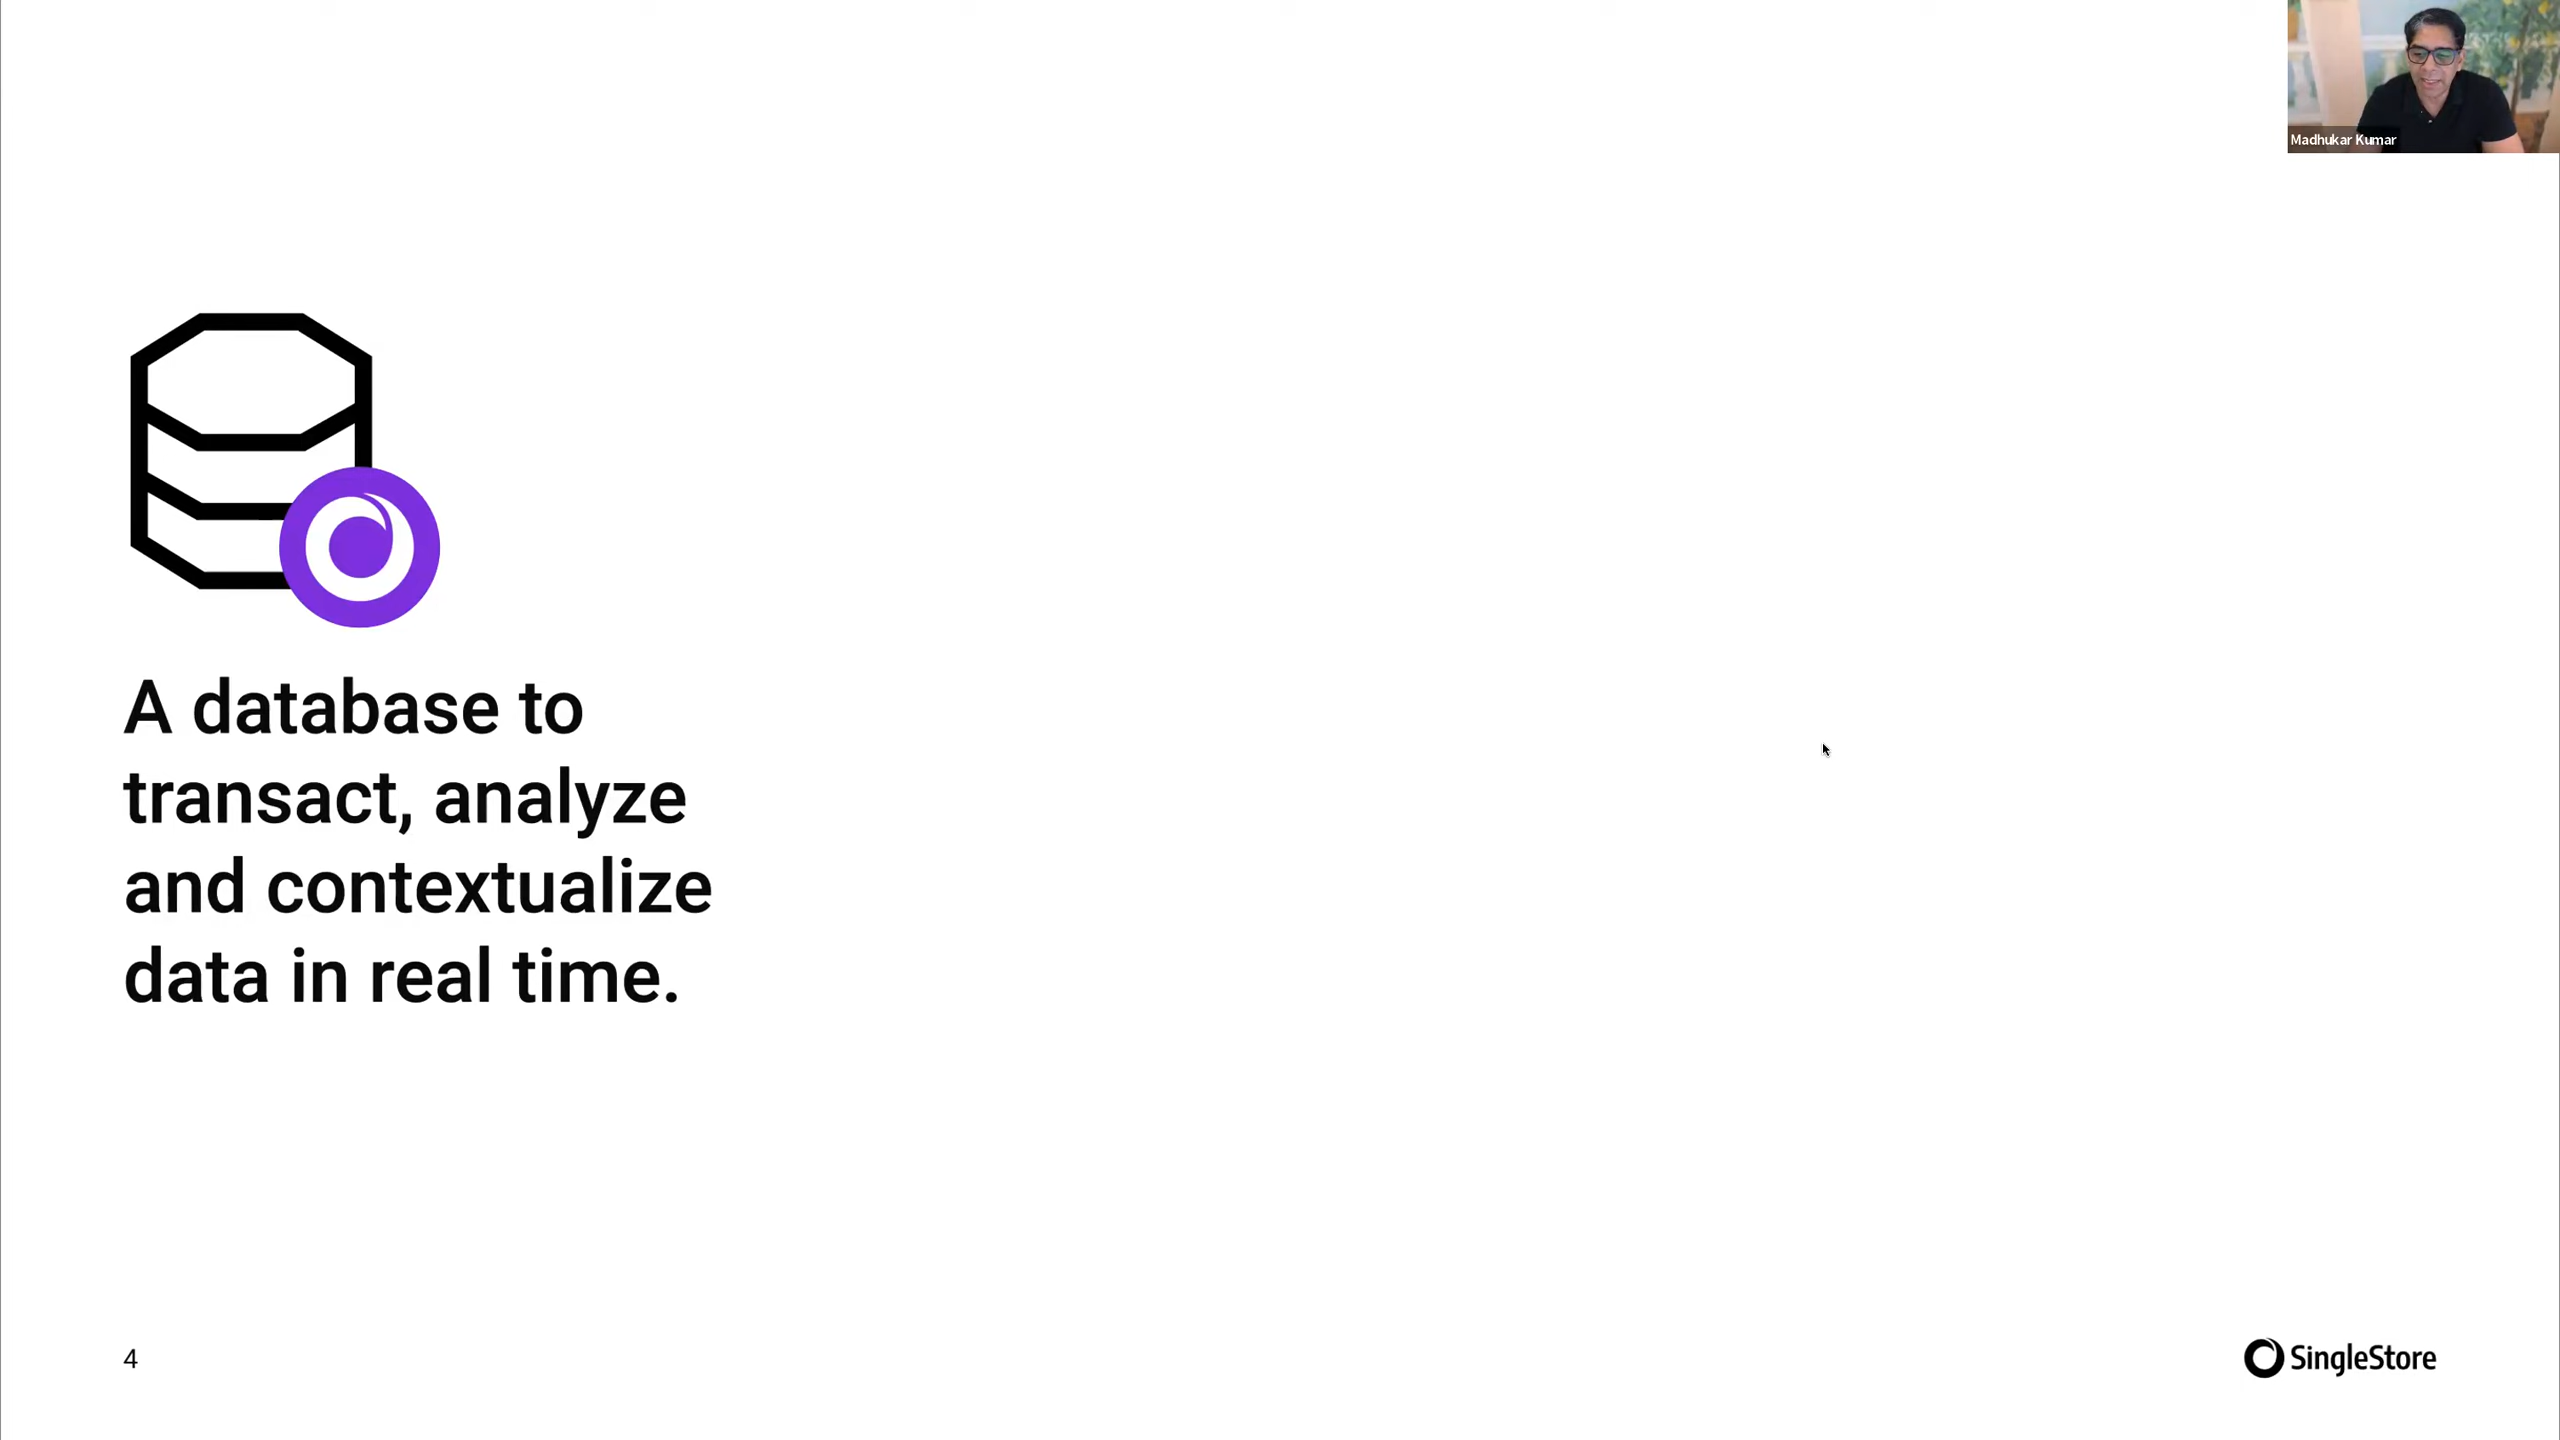 Madhukar Kumar
A database to
transact, analyze
and contextualize
data in real time.
4
SingleStore